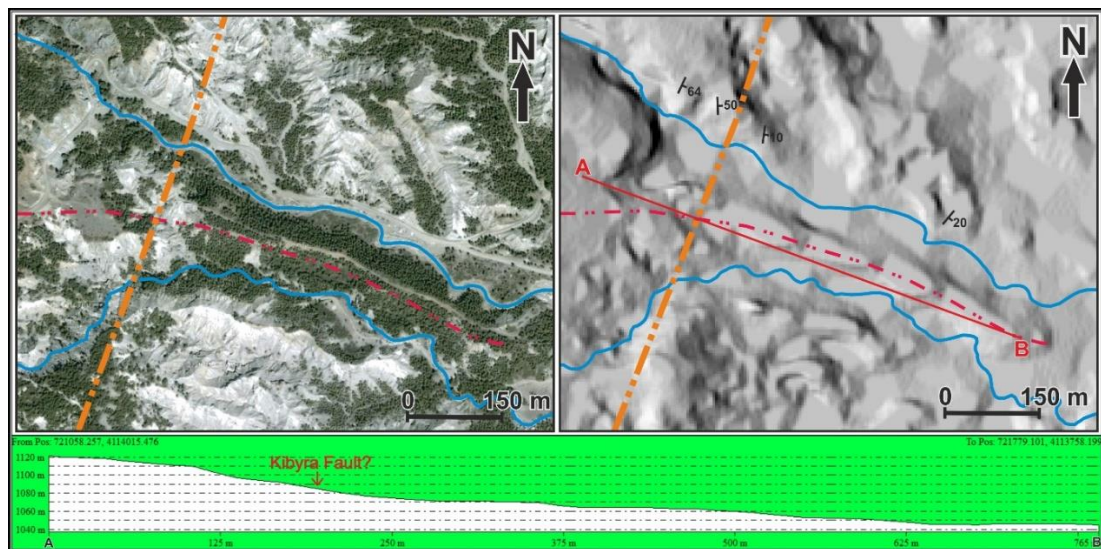 N
0 150 m
N
64
50
10
A
20
B
0 150 m
From Pos: 721058.257, 4114015.476 To Pos: 721779.101, 4113758.199
1120 m
Kibyra Fault?
1100 m
1080 m
1060 m
1040 m
A 125 m 250 m 375 m 500 m 625 m 765 m B